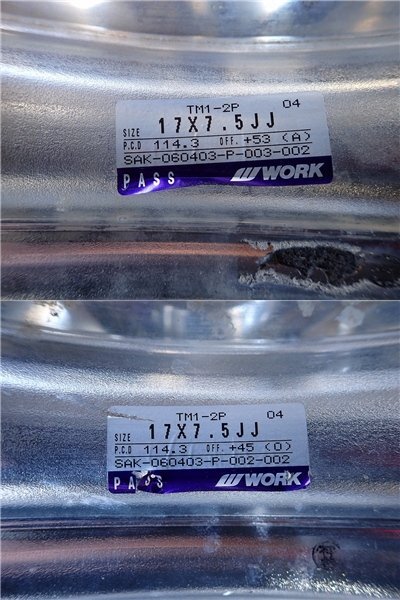 TM1-2P 04
SIZE 17X7.5JJ
P.C.D 114.3 OFF. +53 (A)
SAK-060403-P-003-002
PASS WORK
TM1-2P 04
SIZE 17X7.5JJ
P.C.D 114.3 OFF. +45 (O)
SAK-060403-P-002-002
PASS WORK